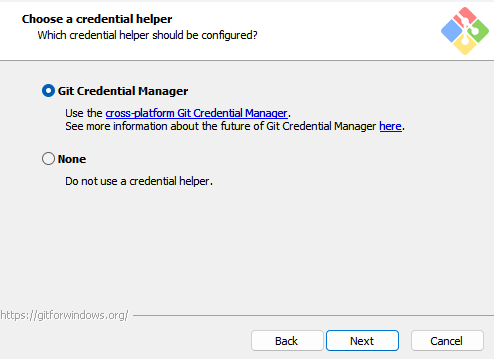 Choose a credential helper
Which credential helper should be configured?
Git Credential Manager
Use the cross-platform Git Credential Manager.
See more information about the future of Git Credential Manager here.
None
Do not use a credential helper.
https://gitforwindows.org/
Back
Next
Cancel